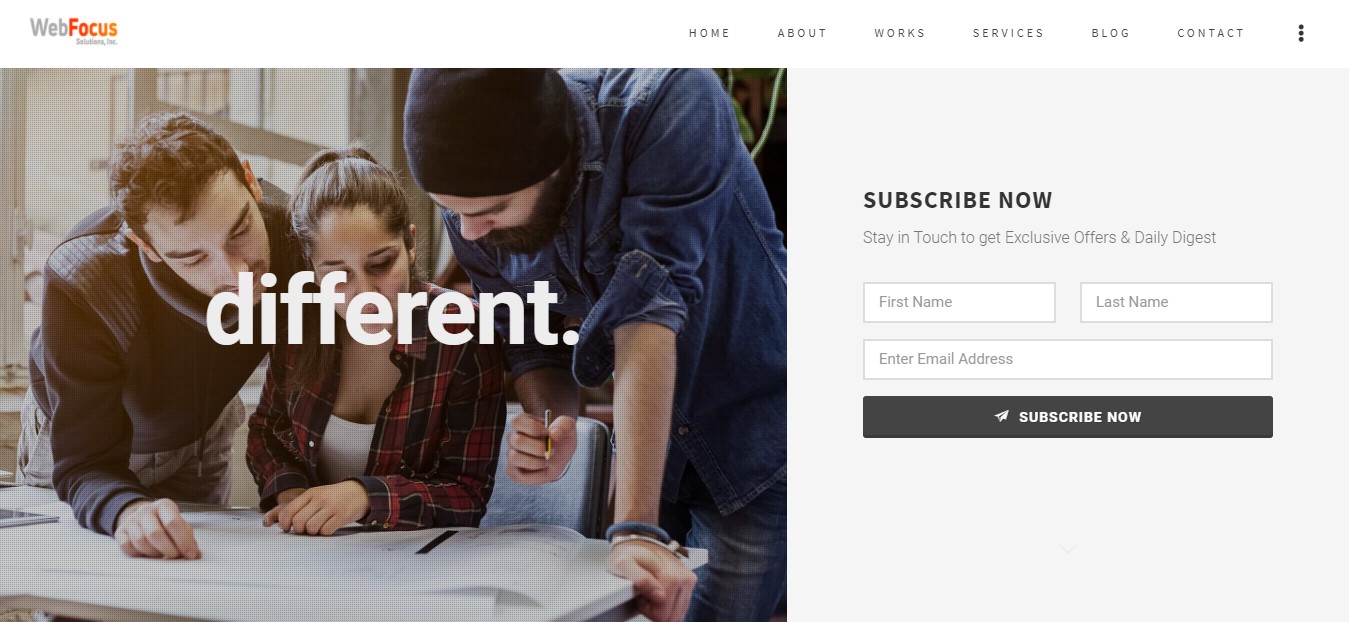 WebFocus
Solutions, Inc.
HOME ABOUT WORKS SERVICES BLOG CONTACT
different.
SUBSCRIBE NOW
Stay in Touch to get Exclusive Offers & Daily Digest
First Name Last Name
Enter Email Address
SUBSCRIBE NOW